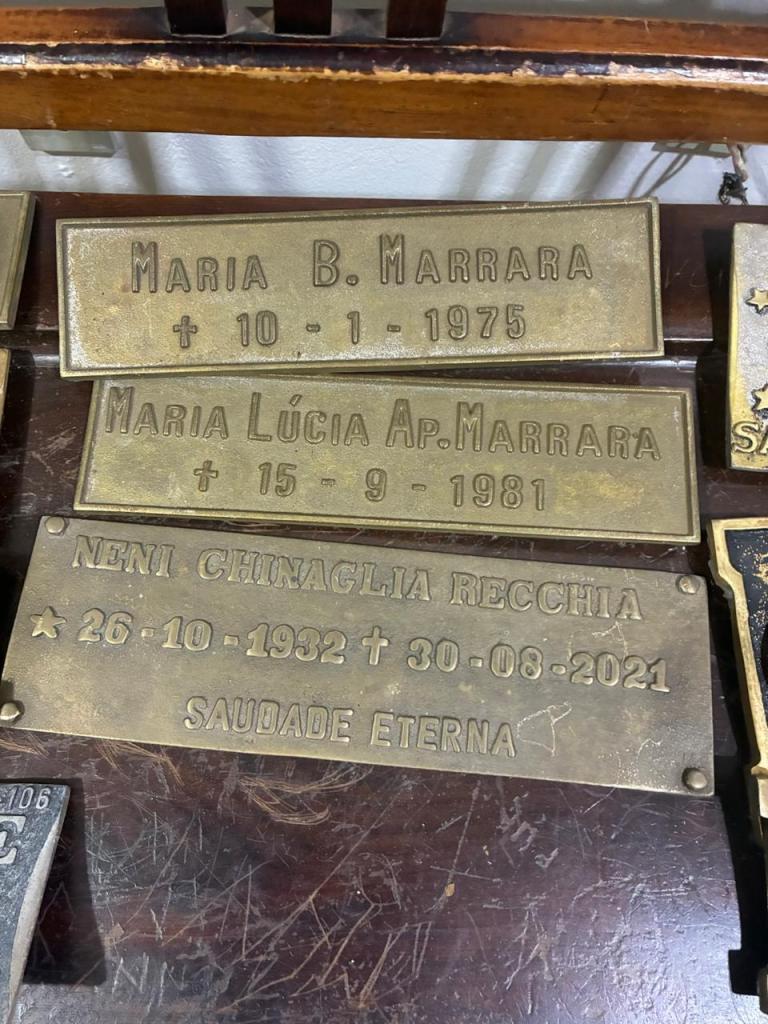 MARIA B. MARRARA
✝ 10 - 1 - 1975
MARIA LÚCIA AP. MARRARA
✝ 15 - 9 - 1981
NENI CHINAGLIA RECCHIA
☆ 26-10-1932 ✝ 30-08-2021
SAUDADE ETERNA
106
E